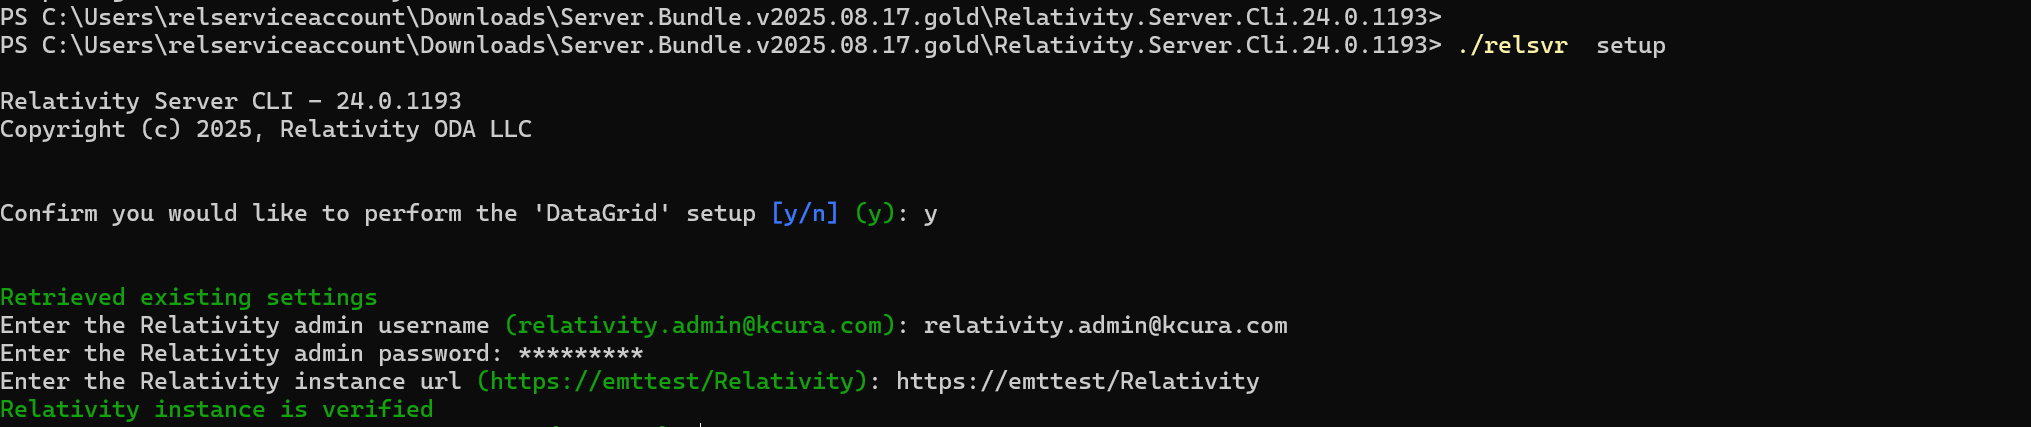 PS C:\Users\relserviceaccount\Downloads\Server.Bundle.v2025.08.17.gold\Relativity.Server.Cli.24.0.1193>
PS C:\Users\relserviceaccount\Downloads\Server.Bundle.v2025.08.17.gold\Relativity.Server.Cli.24.0.1193> ./relsvr  setup
Relativity Server CLI - 24.0.1193
Copyright (c) 2025, Relativity ODA LLC
Confirm you would like to perform the 'DataGrid' setup [y/n] (y): y
Retrieved existing settings
Enter the Relativity admin username (relativity.admin@kcura.com): relativity.admin@kcura.com
Enter the Relativity admin password: *********
Enter the Relativity instance url (https://emttest/Relativity): https://emttest/Relativity
Relativity instance is verified